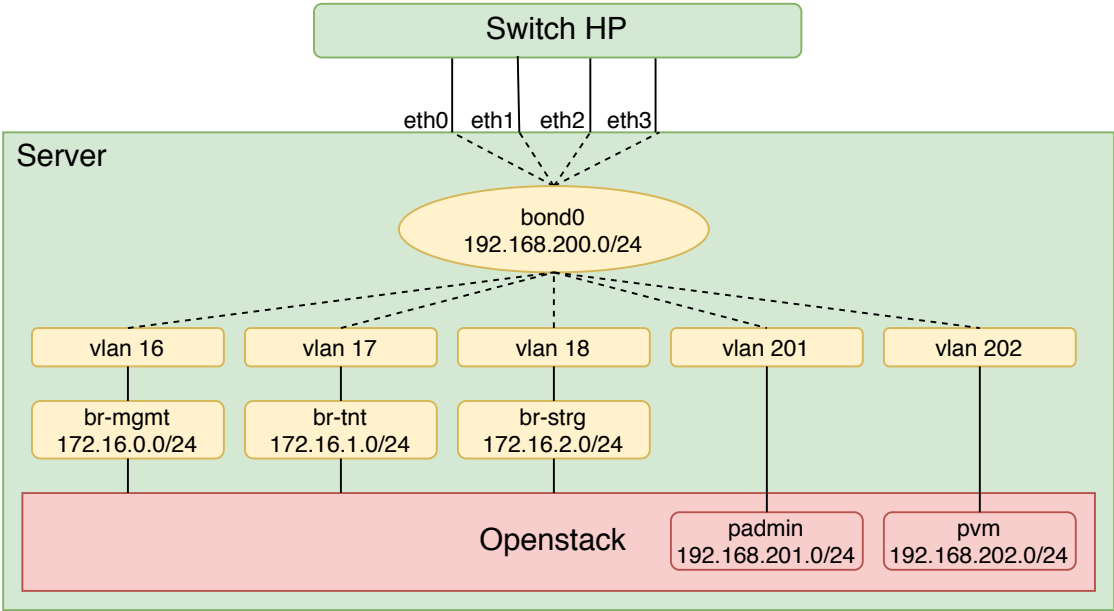 Switch HP
eth0
eth1
eth2
eth3
Server
bond0
192.168.200.0/24
vlan 16
vlan 17
vlan 18
vlan 201
vlan 202
br-mgmt
172.16.0.0/24
br-tnt
172.16.1.0/24
br-strg
172.16.2.0/24
Openstack
padmin
192.168.201.0/24
pvm
192.168.202.0/24